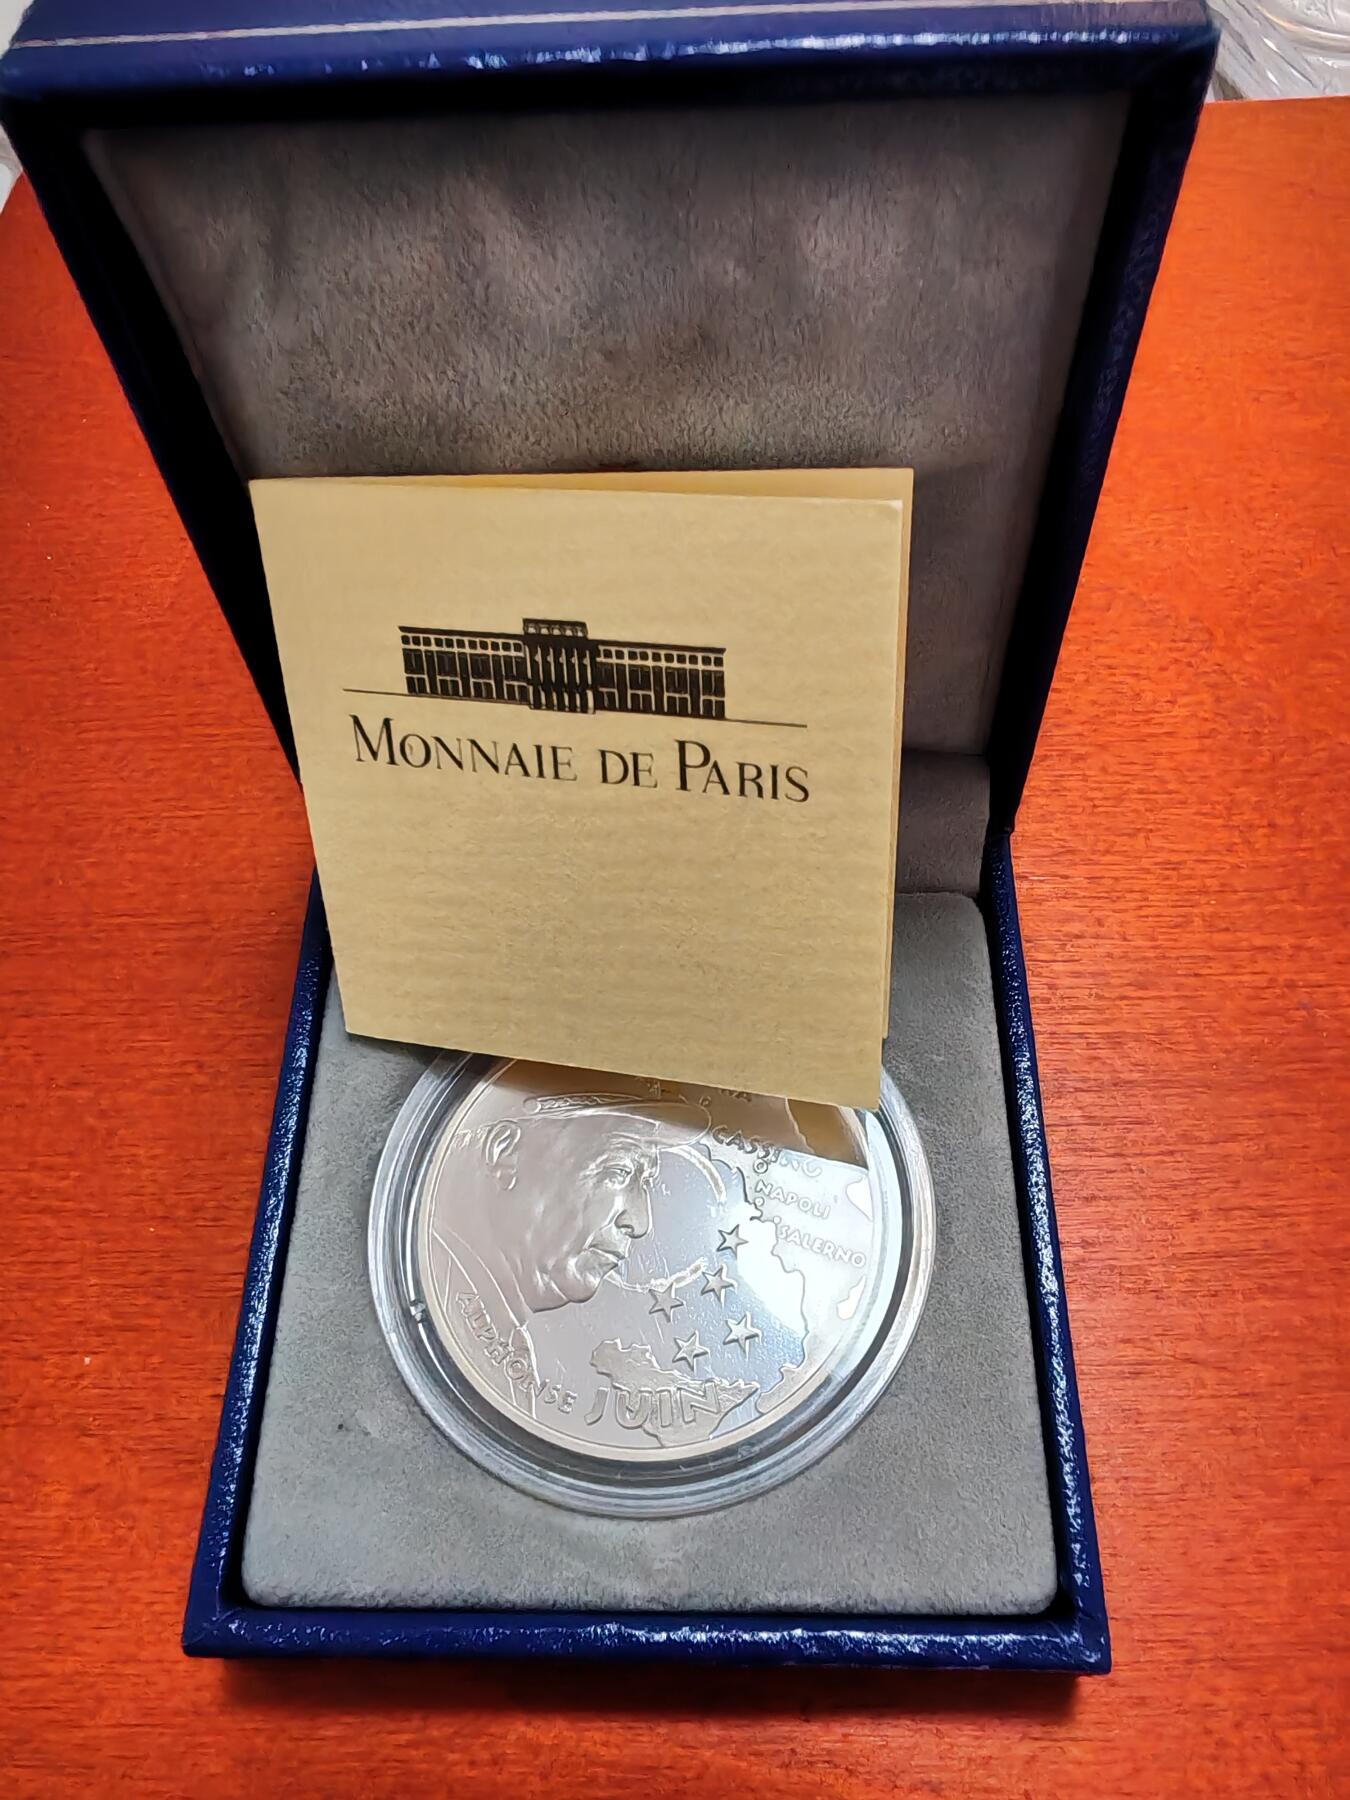 MONNAIE DE PARIS
CASSINO
NAPOLI
SALERNO
ALPHONSE JUIN